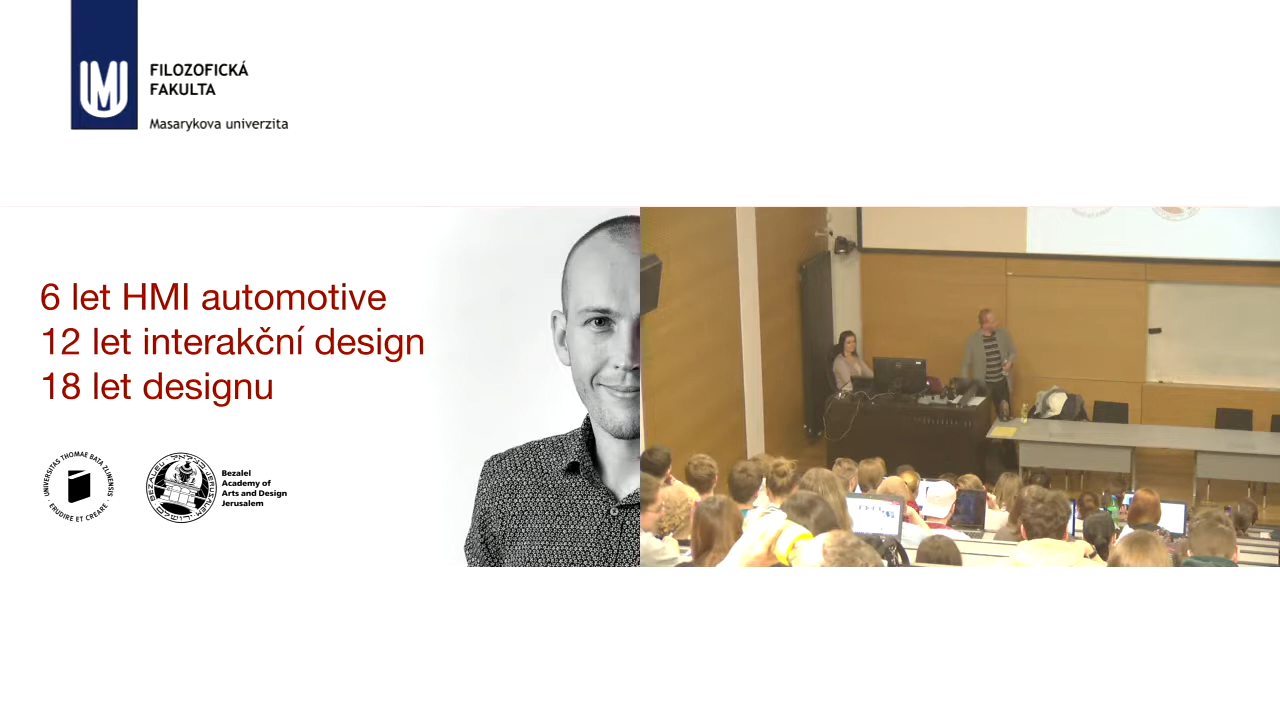 FILOZOFICKÁ
FAKULTA
Masarykova univerzita
6 let HMI automotive
12 let interakční design
18 let designu
UNIVERSITAS THOMAE BATA ZLINENSIS
· ERUDIRE ET CREARE ·
Bezalel
Academy of
Arts and Design
Jerusalem